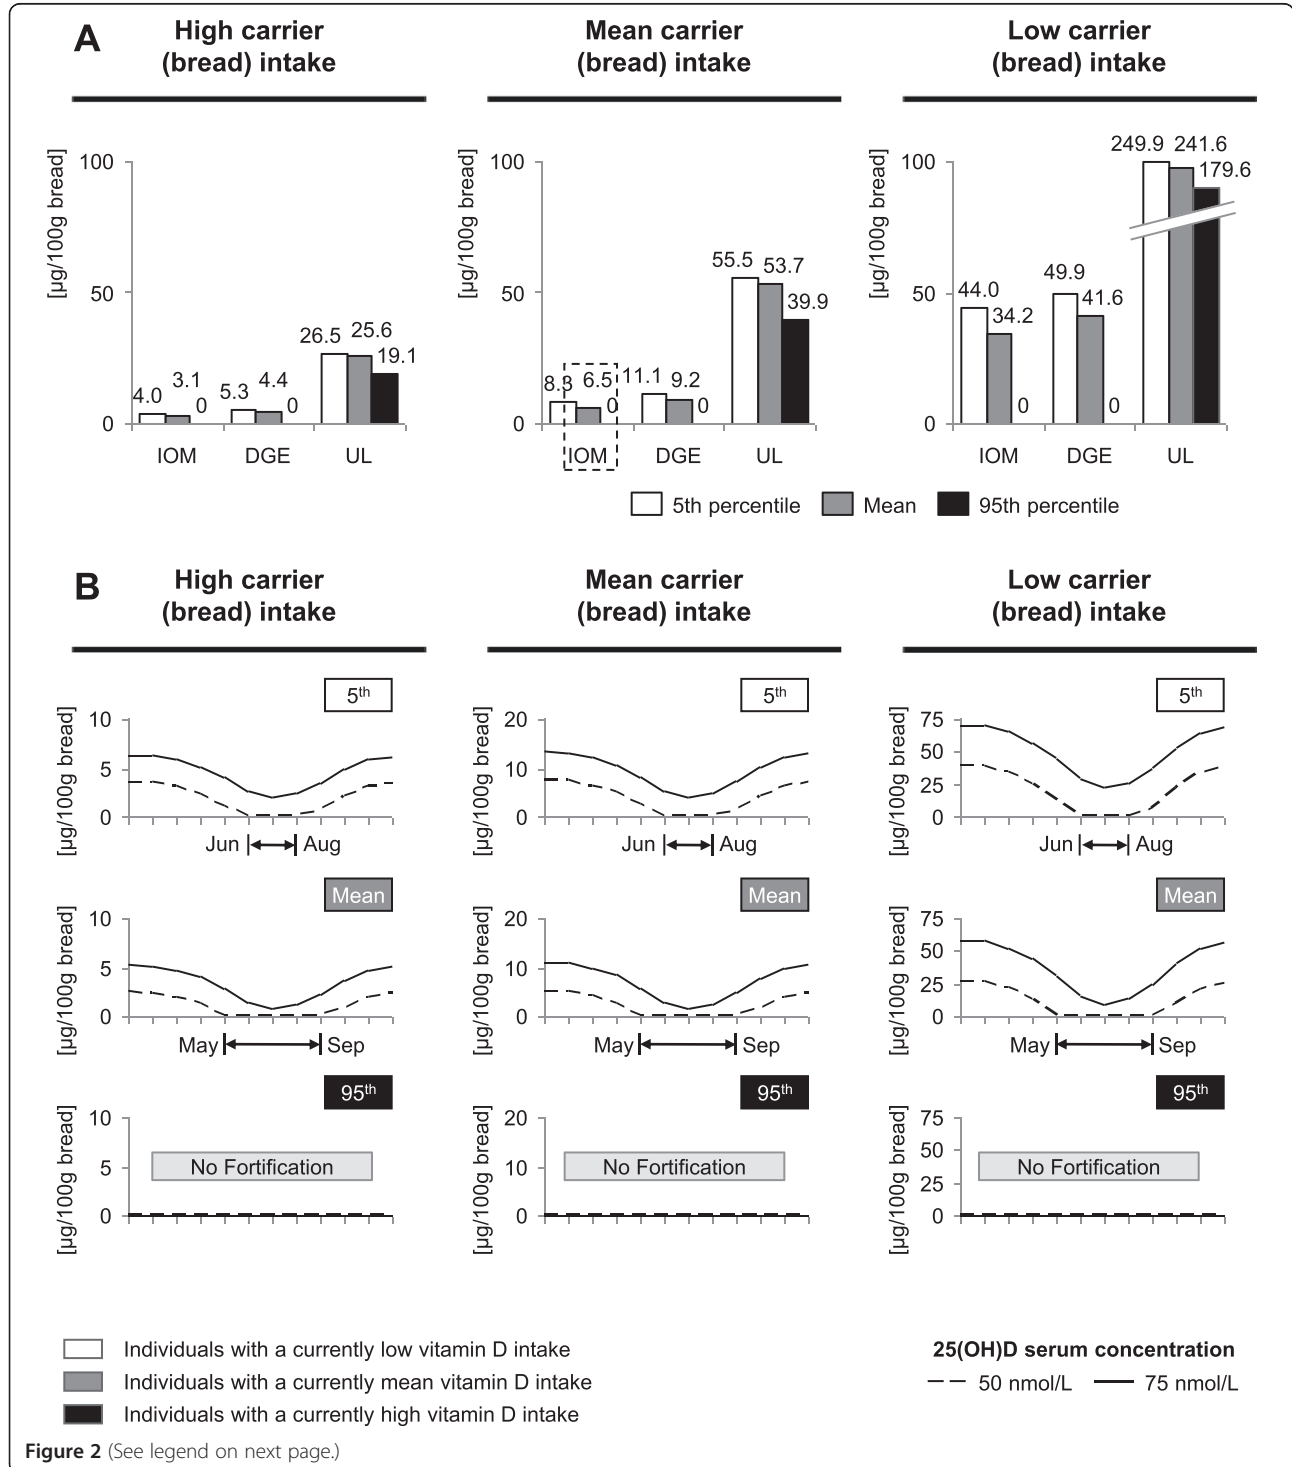 A
High carrier
(bread) intake
Mean carrier
(bread) intake
Low carrier
(bread) intake
[µg/100g bread]
100
50
0
4.0
3.1
0
5.3
4.4
0
26.5
25.6
19.1
IOM
DGE
UL
[µg/100g bread]
100
50
0
8.3
6.5
0
11.1
9.2
0
55.5
53.7
39.9
IOM
DGE
UL
[µg/100g bread]
100
50
0
44.0
34.2
0
49.9
41.6
0
249.9
241.6
179.6
IOM
DGE
UL
5th percentile
Mean
95th percentile
B
High carrier
(bread) intake
Mean carrier
(bread) intake
Low carrier
(bread) intake
5th
[µg/100g bread]
10
5
0
Jun
Aug
5th
[µg/100g bread]
20
10
0
Jun
Aug
5th
[µg/100g bread]
75
50
25
0
Jun
Aug
Mean
[µg/100g bread]
10
5
0
May
Sep
Mean
[µg/100g bread]
20
10
0
May
Sep
Mean
[µg/100g bread]
75
50
25
0
May
Sep
95th
[µg/100g bread]
10
5
0
No Fortification
95th
[µg/100g bread]
20
10
0
No Fortification
95th
[µg/100g bread]
75
50
25
0
No Fortification
Individuals with a currently low vitamin D intake
Individuals with a currently mean vitamin D intake
Individuals with a currently high vitamin D intake
25(OH)D serum concentration
50 nmol/L
75 nmol/L
Figure 2 (See legend on next page.)